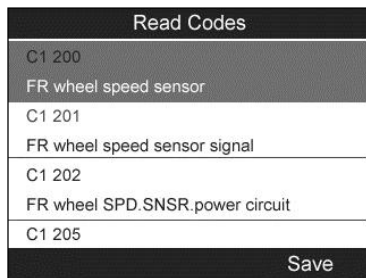 Read Codes
C1 200
FR wheel speed sensor
C1 201
FR wheel speed sensor signal
C1 202
FR wheel SPD.SNSR.power circuit
C1 205
Save